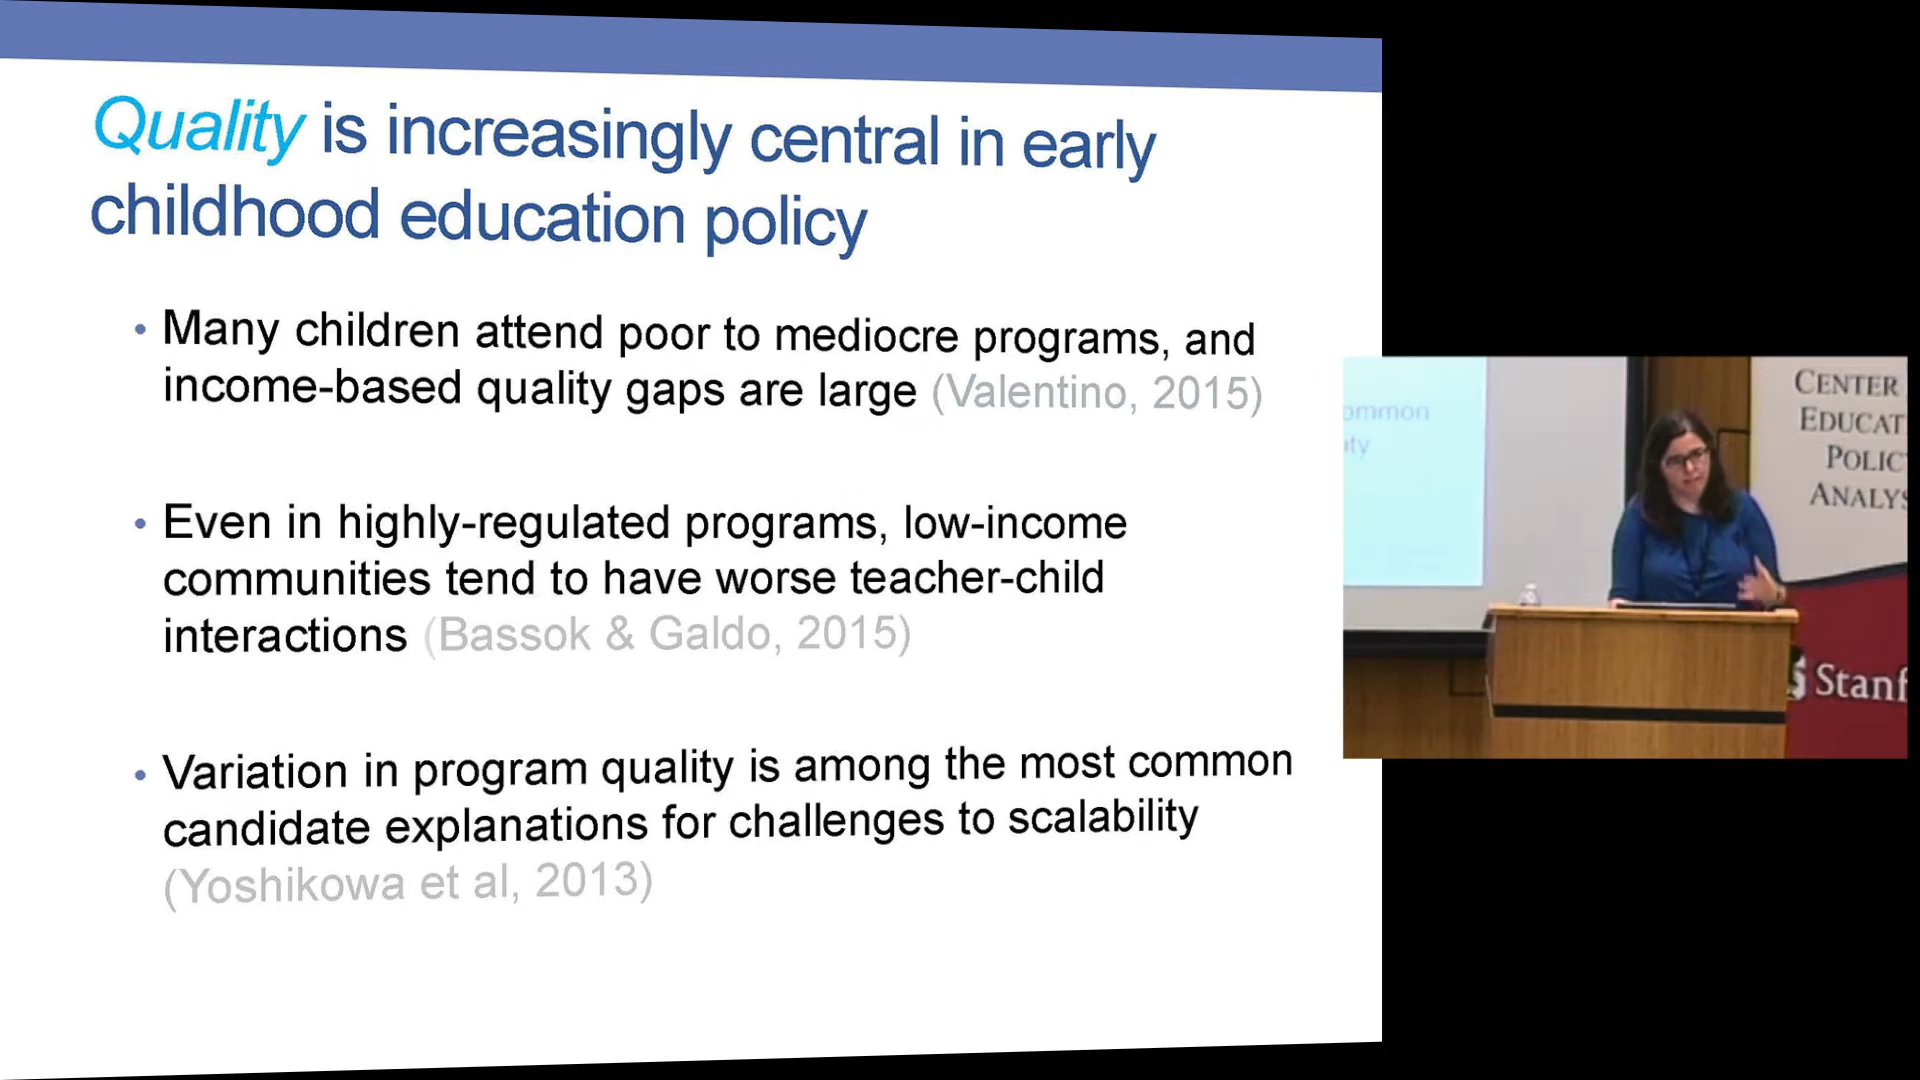 Quality is increasingly central in early
childhood education policy
• Many children attend poor to mediocre programs, and
income-based quality gaps are large (Valentino, 2015)
• Even in highly-regulated programs, low-income
communities tend to have worse teacher-child
interactions (Bassok & Galdo, 2015)
• Variation in program quality is among the most common
candidate explanations for challenges to scalability
(Yoshikowa et al, 2013)
ommon
ity
CENTER
EDUCAT
POLIC
ANALYS
Stanf